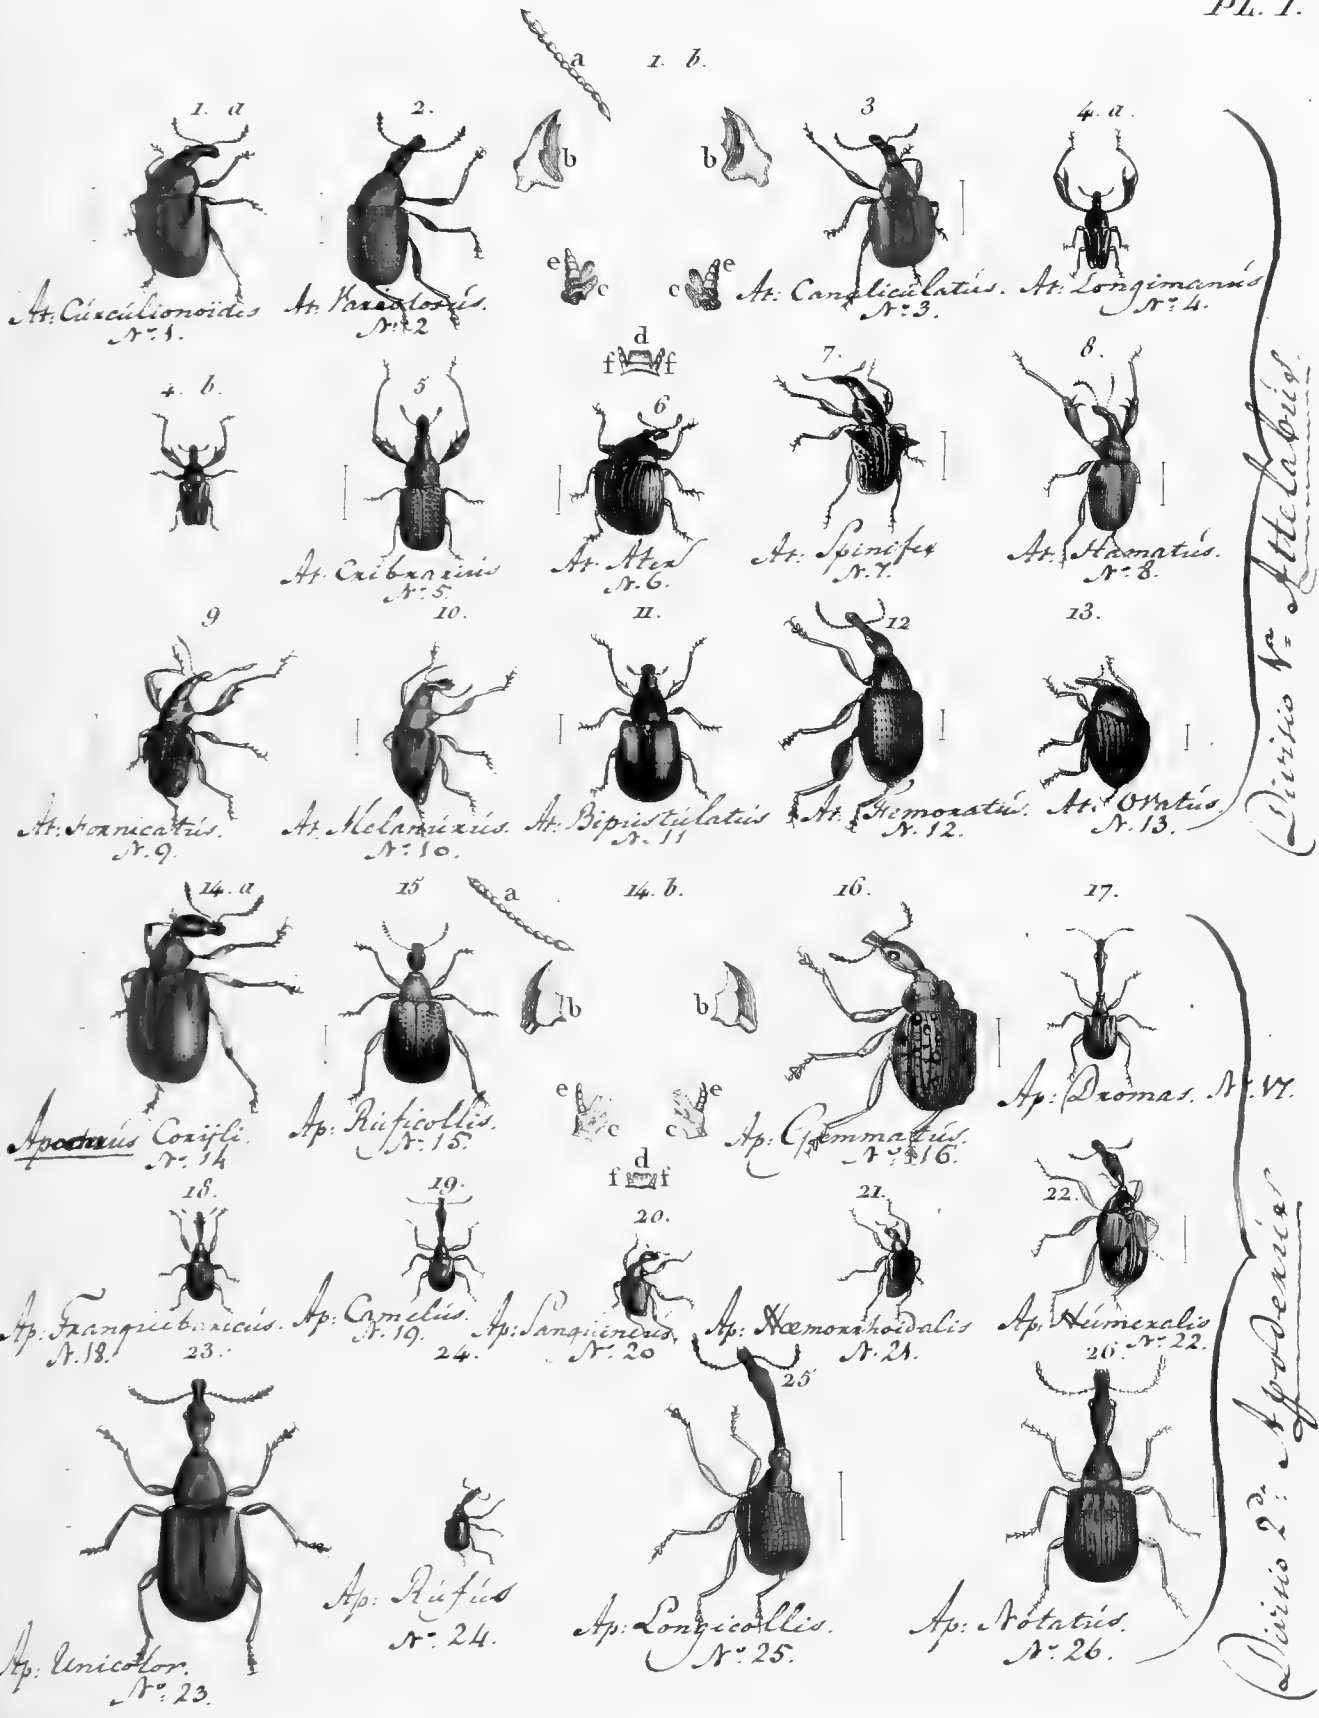 PL. I.
a 1. b.
1. a 2. 3 4. a.
b b
e c c e
At: Curculionoides At: Variolosus. At: Canaliculatus. At: Longimanus
N.º 1. N.º 2 N.º 3. N.º 4.
d
f f
4. b. 5 6 7. 8.
At. Cribrarius At. Ater At: Spinifex At. Hamatus.
N.º 5. N. 6. N. 7. N.º 8.
9 10. 11. 12 13.
At: Fornicatus. At. Melanurus. At. Bipustulatus At. Femoratus. At: Ovatus
N. 9. N.º 10. N. 11 N. 12. N. 13.
Divisio Attelabus.
14. a 15 a 14. b. 16. 17.
b b
e c c e
Coryli. Ap: Ruficollis. Ap: Gemmatus. Ap: Dromas. N.º 17.
N.º 14 N.º 15. N.º 16.
d
f f
18. 19. 20. 21. 22.
Ap: Franquebaricus. Ap: Camelus. Ap: Sanguineus Ap: Hæmorrhoidalis Ap. Humeralis
N. 18. N. 19. N.º 20 N. 21. N.º 22.
23. 24. 25 26
Ap: Rufus
N.º 24.
Ap: Longicollis. Ap: Notatus.
N.º 25. N.º 26.
Ap: Unicolor.
N.º 23.
Divisio 2.da: Apoderus